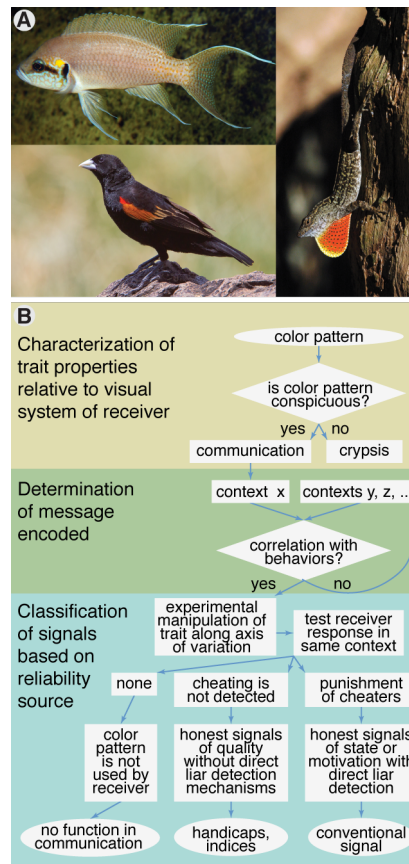 A
B
Characterization of
trait properties
relative to visual
system of receiver
color pattern
is color pattern
conspicuous?
yes no
communication
crypsis
Determination
of message
encoded
context x
contexts y, z, ...
correlation with
behaviors?
yes no
Classification
of signals
based on
reliability
source
experimental
manipulation of
trait along axis
of variation
test receiver
response in
same context
none
cheating is
not detected
punishment
of cheaters
color
pattern
is not
used by
receiver
honest signals
of quality
without direct
liar detection
mechanisms
honest signals
of state or
motivation with
direct liar
detection
no function in
communication
handicaps,
indices
conventional
signal